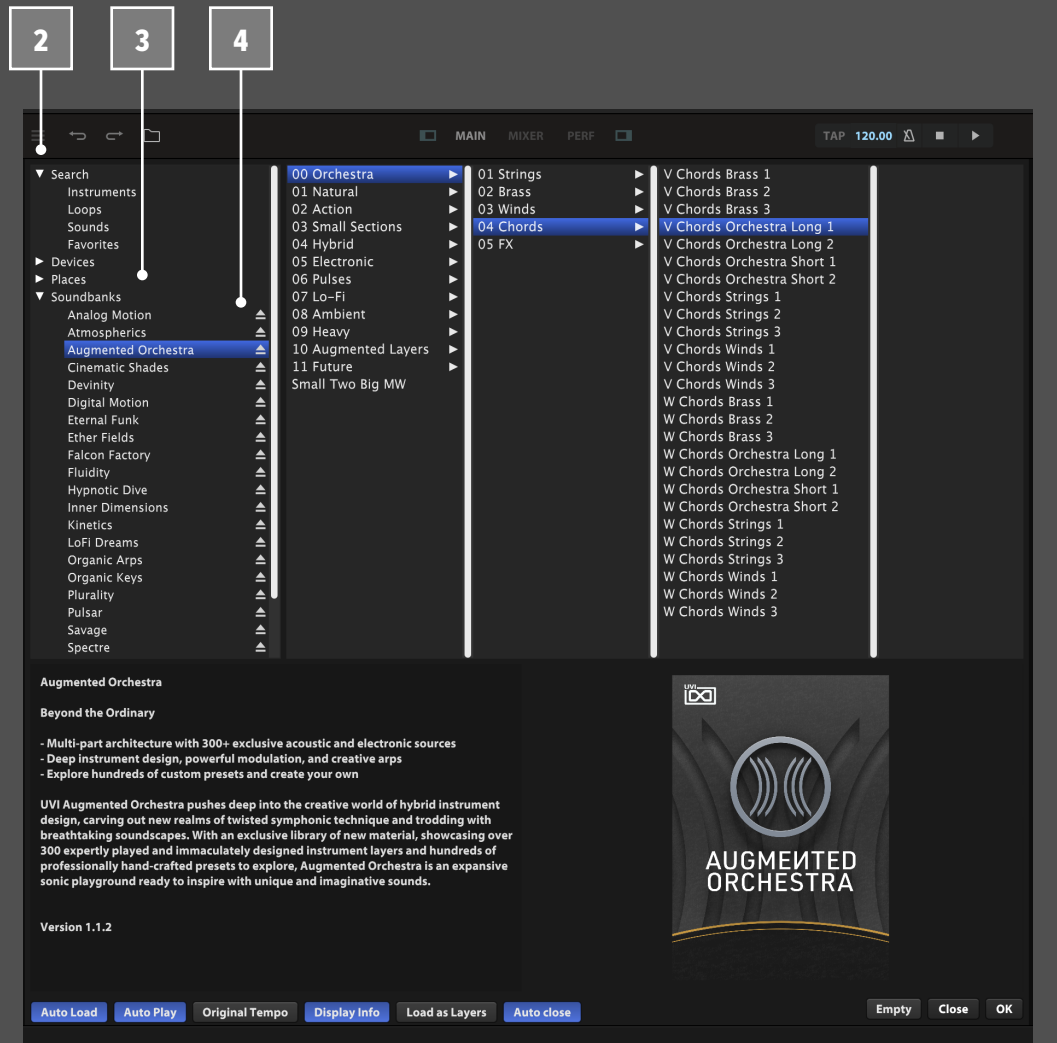 2
3
4
MAIN
MIXER
PERF
TAP 120.00
Search
Instruments
Loops
Sounds
Favorites
Devices
Places
Soundbanks
Analog Motion
Atmospherics
Augmented Orchestra
Cinematic Shades
Devinity
Digital Motion
Eternal Funk
Ether Fields
Falcon Factory
Fluidity
Hypnotic Dive
Inner Dimensions
Kinetics
LoFi Dreams
Organic Arps
Organic Keys
Plurality
Pulsar
Savage
Spectre
00 Orchestra
01 Natural
02 Action
03 Small Sections
04 Hybrid
05 Electronic
06 Pulses
07 Lo-Fi
08 Ambient
09 Heavy
10 Augmented Layers
11 Future
Small Two Big MW
01 Strings
02 Brass
03 Winds
04 Chords
05 FX
V Chords Brass 1
V Chords Brass 2
V Chords Brass 3
V Chords Orchestra Long 1
V Chords Orchestra Long 2
V Chords Orchestra Short 1
V Chords Orchestra Short 2
V Chords Strings 1
V Chords Strings 2
V Chords Strings 3
V Chords Winds 1
V Chords Winds 2
V Chords Winds 3
W Chords Brass 1
W Chords Brass 2
W Chords Brass 3
W Chords Orchestra Long 1
W Chords Orchestra Long 2
W Chords Orchestra Short 1
W Chords Orchestra Short 2
W Chords Strings 1
W Chords Strings 2
W Chords Strings 3
W Chords Winds 1
W Chords Winds 2
W Chords Winds 3
Augmented Orchestra
Beyond the Ordinary
- Multi-part architecture with 300+ exclusive acoustic and electronic sources
- Deep instrument design, powerful modulation, and creative arps
- Explore hundreds of custom presets and create your own
UVI Augmented Orchestra pushes deep into the creative world of hybrid instrument
design, carving out new realms of twisted symphonic technique and trodding with
breathtaking soundscapes. With an exclusive library of new material, showcasing over
300 expertly played and immaculately designed instrument layers and hundreds of
professionally hand-crafted presets to explore, Augmented Orchestra is an expansive
sonic playground ready to inspire with unique and imaginative sounds.
Version 1.1.2
UVI
AUGMENTED
ORCHESTRA
Auto Load
Auto Play
Original Tempo
Display Info
Load as Layers
Auto close
Empty
Close
OK